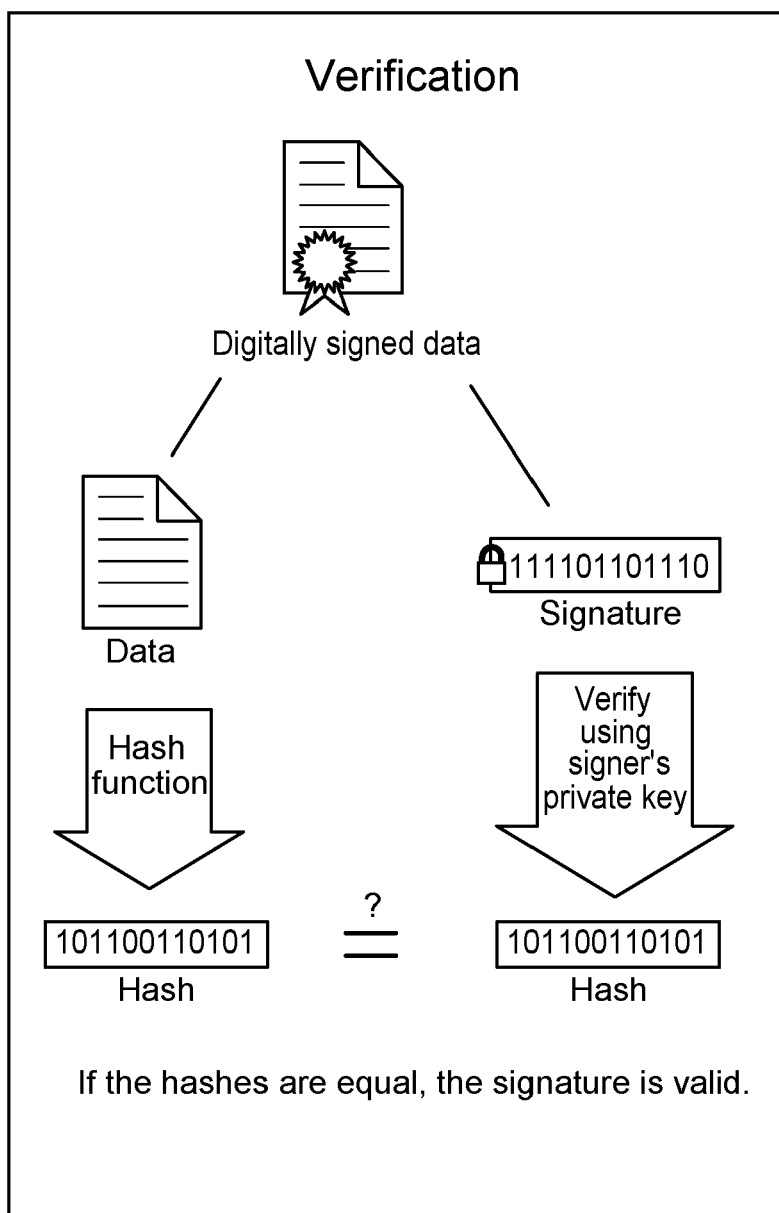 Verification
Digitally signed data
111101101110
Signature
Data
Hash
function
Verify
using
signer's
private key
101100110101
?
=
101100110101
Hash
Hash
If the hashes are equal, the signature is valid.